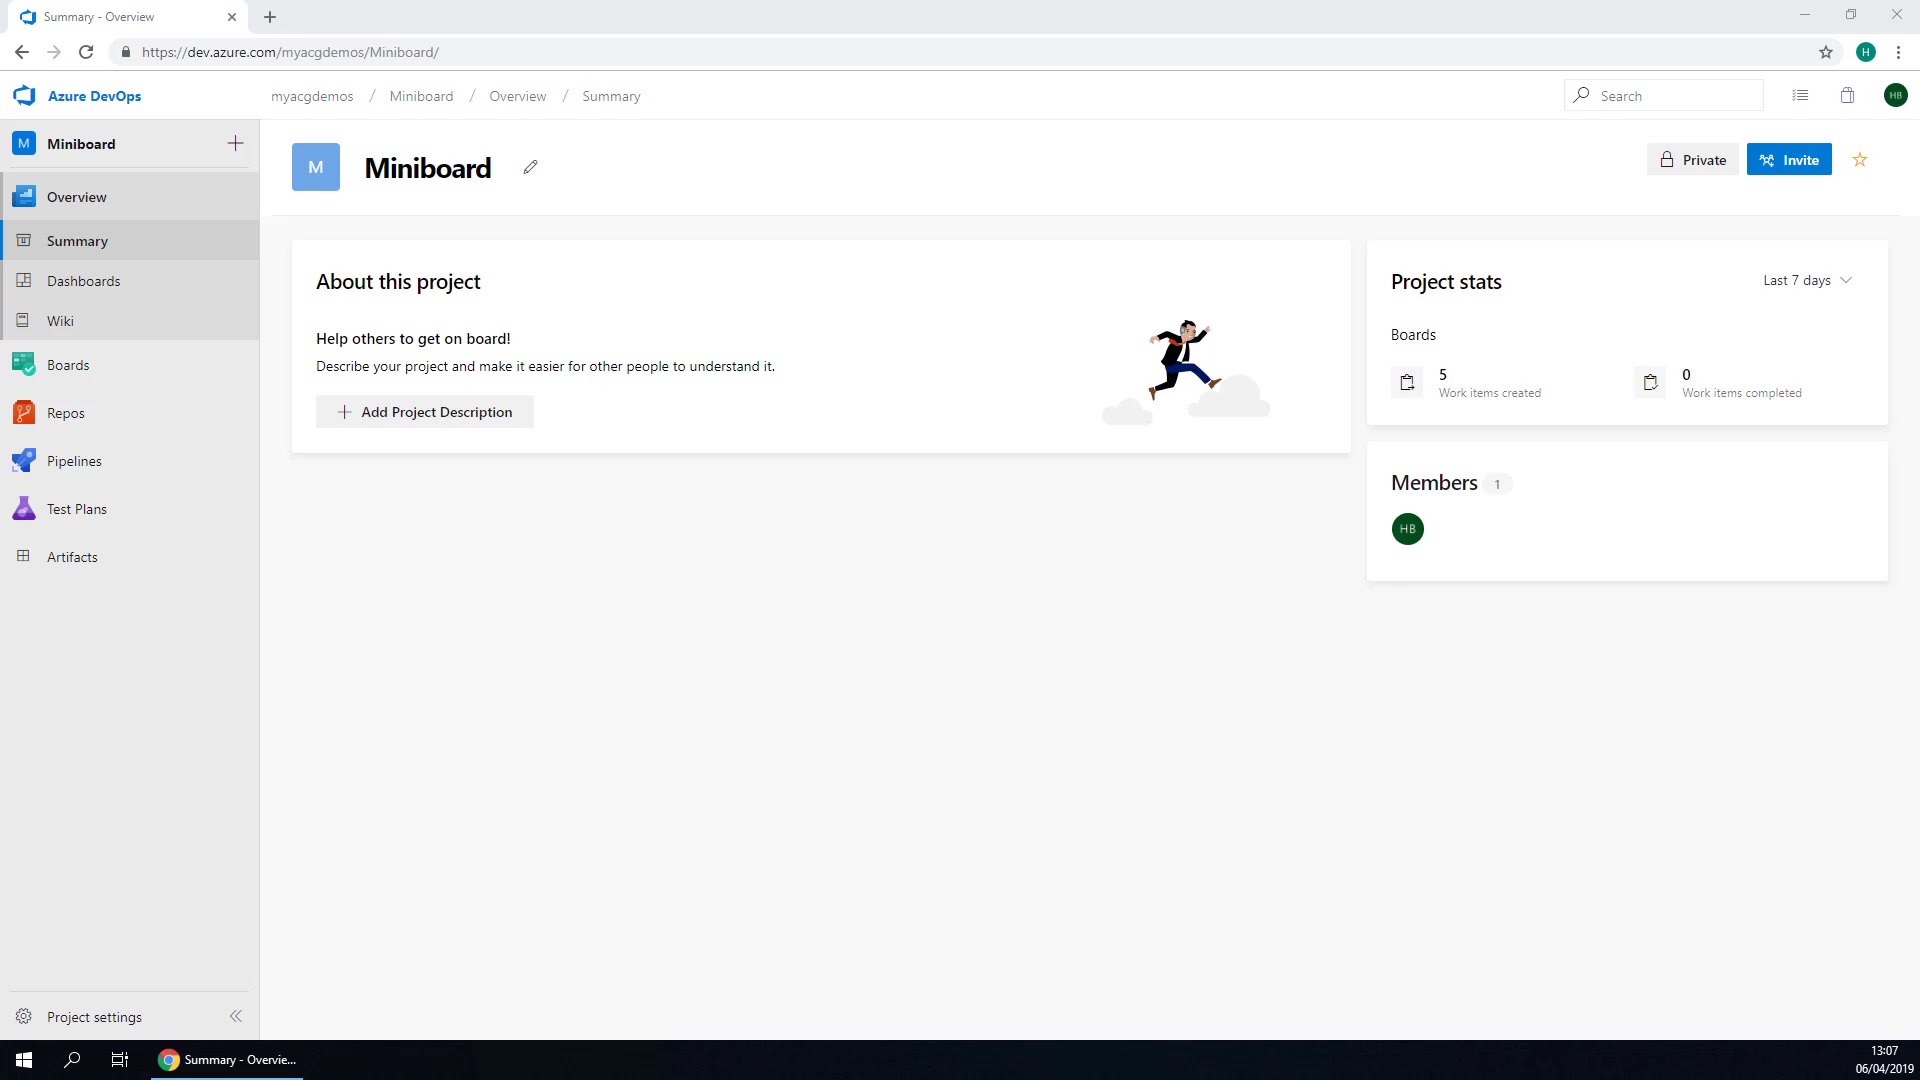 Summary - Overview
https://dev.azure.com/myacgdemos/Miniboard/
H
Azure DevOps
myacgdemos / Miniboard / Overview / Summary
Search
HB
M Miniboard
Overview
Summary
Dashboards
Wiki
Boards
Repos
Pipelines
Test Plans
Artifacts
Project settings
M Miniboard
Private
Invite
About this project
Help others to get on board!
Describe your project and make it easier for other people to understand it.
Add Project Description
Project stats
Last 7 days
Boards
5
Work items created
0
Work items completed
Members 1
HB
Summary - Overvie...
13:07
06/04/2019